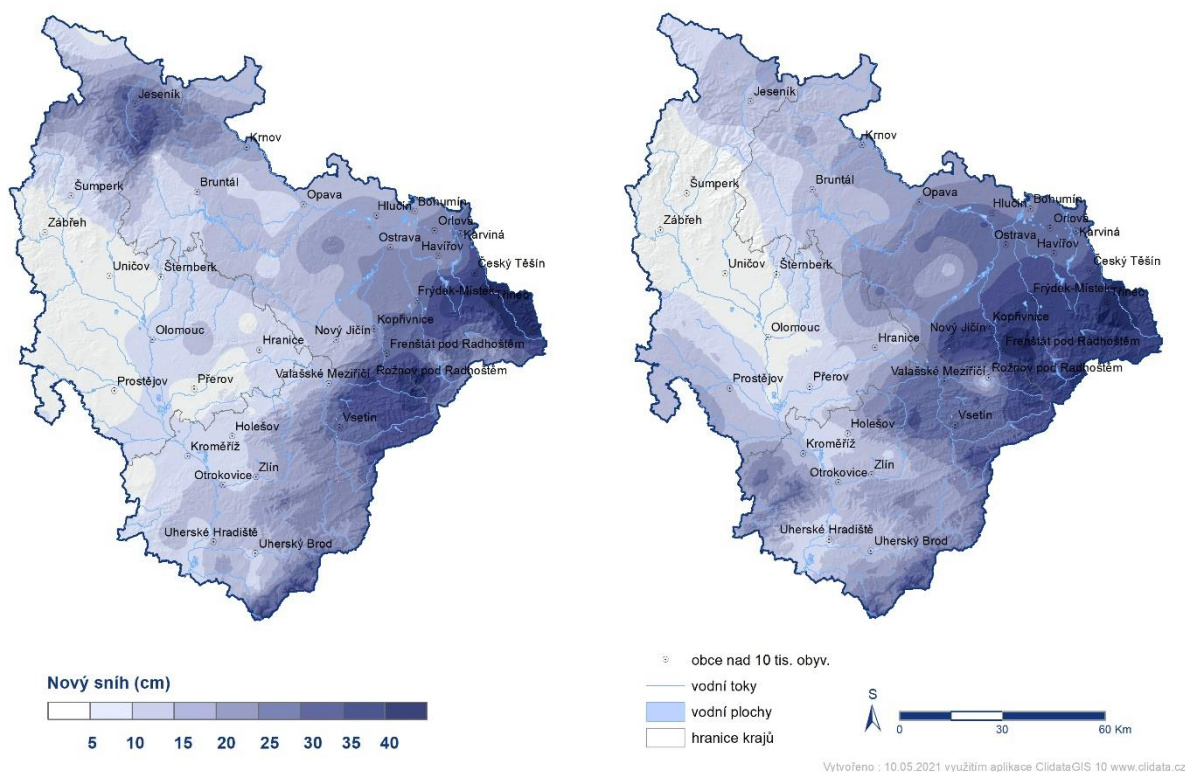 Jeseník
Krnov
Šumperk
Bruntál
Opava
Zábřeh
Hlučín
Bohumín
Orlová
Karviná
Ostrava
Havířov
Uničov
Šternberk
Český Těšín
Frýdek-Místek
Třinec
Olomouc
Nový Jičín
Kopřivnice
Hranice
Frenštát pod Radhoštěm
Prostějov
Přerov
Valašské Meziříčí
Rožnov pod Radhoštěm
Vsetín
Holešov
Kroměříž
Zlín
Otrokovice
Uherské Hradiště
Uherský Brod
Jeseník
Krnov
Šumperk
Bruntál
Opava
Zábřeh
Hlučín
Bohumín
Orlová
Karviná
Ostrava
Havířov
Uničov
Šternberk
Český Těšín
Frýdek-Místek
Třinec
Olomouc
Nový Jičín
Kopřivnice
Hranice
Frenštát pod Radhoštěm
Prostějov
Přerov
Valašské Meziříčí
Rožnov pod Radhoštěm
Vsetín
Holešov
Kroměříž
Zlín
Otrokovice
Uherské Hradiště
Uherský Brod
Nový sníh (cm)
5 10 15 20 25 30 35 40
obce nad 10 tis. obyv.
vodní toky
vodní plochy
hranice krajů
S
0 30 60 Km
Vytvořeno : 10.05.2021 využitím aplikace ClidataGIS 10 www.clidata.cz